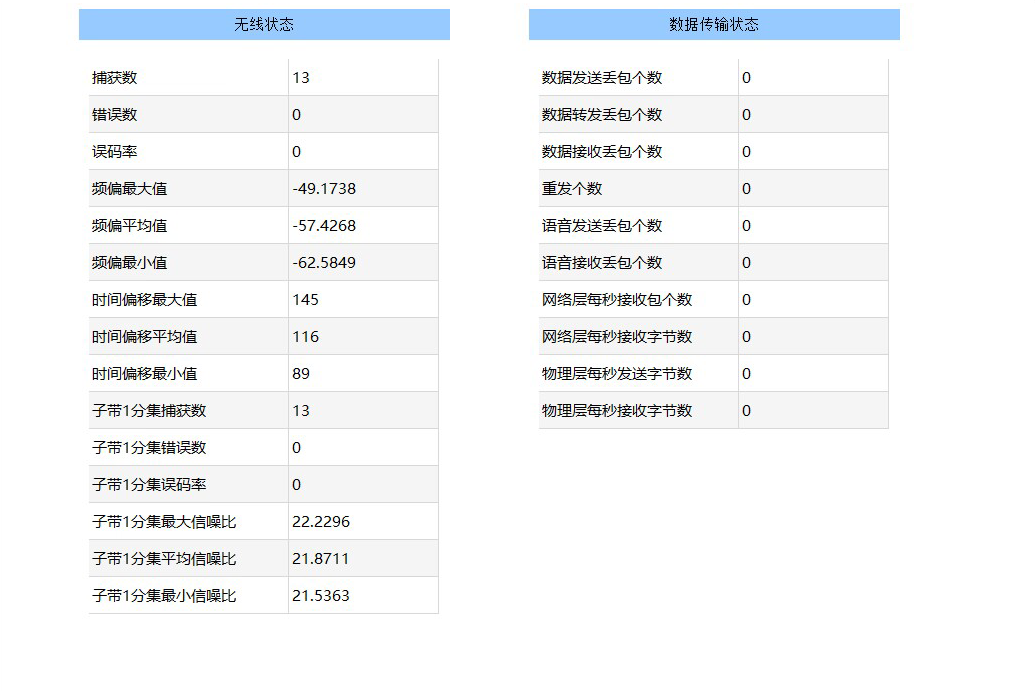 无线状态
捕获数 13
错误数 0
误码率 0
频偏最大值 -49.1738
频偏平均值 -57.4268
频偏最小值 -62.5849
时间偏移最大值 145
时间偏移平均值 116
时间偏移最小值 89
子带1分集捕获数 13
子带1分集错误数 0
子带1分集误码率 0
子带1分集最大信噪比 22.2296
子带1分集平均信噪比 21.8711
子带1分集最小信噪比 21.5363
数据传输状态
数据发送丢包个数 0
数据转发丢包个数 0
数据接收丢包个数 0
重发个数 0
语音发送丢包个数 0
语音接收丢包个数 0
网络层每秒接收包个数 0
网络层每秒接收字节数 0
物理层每秒发送字节数 0
物理层每秒接收字节数 0